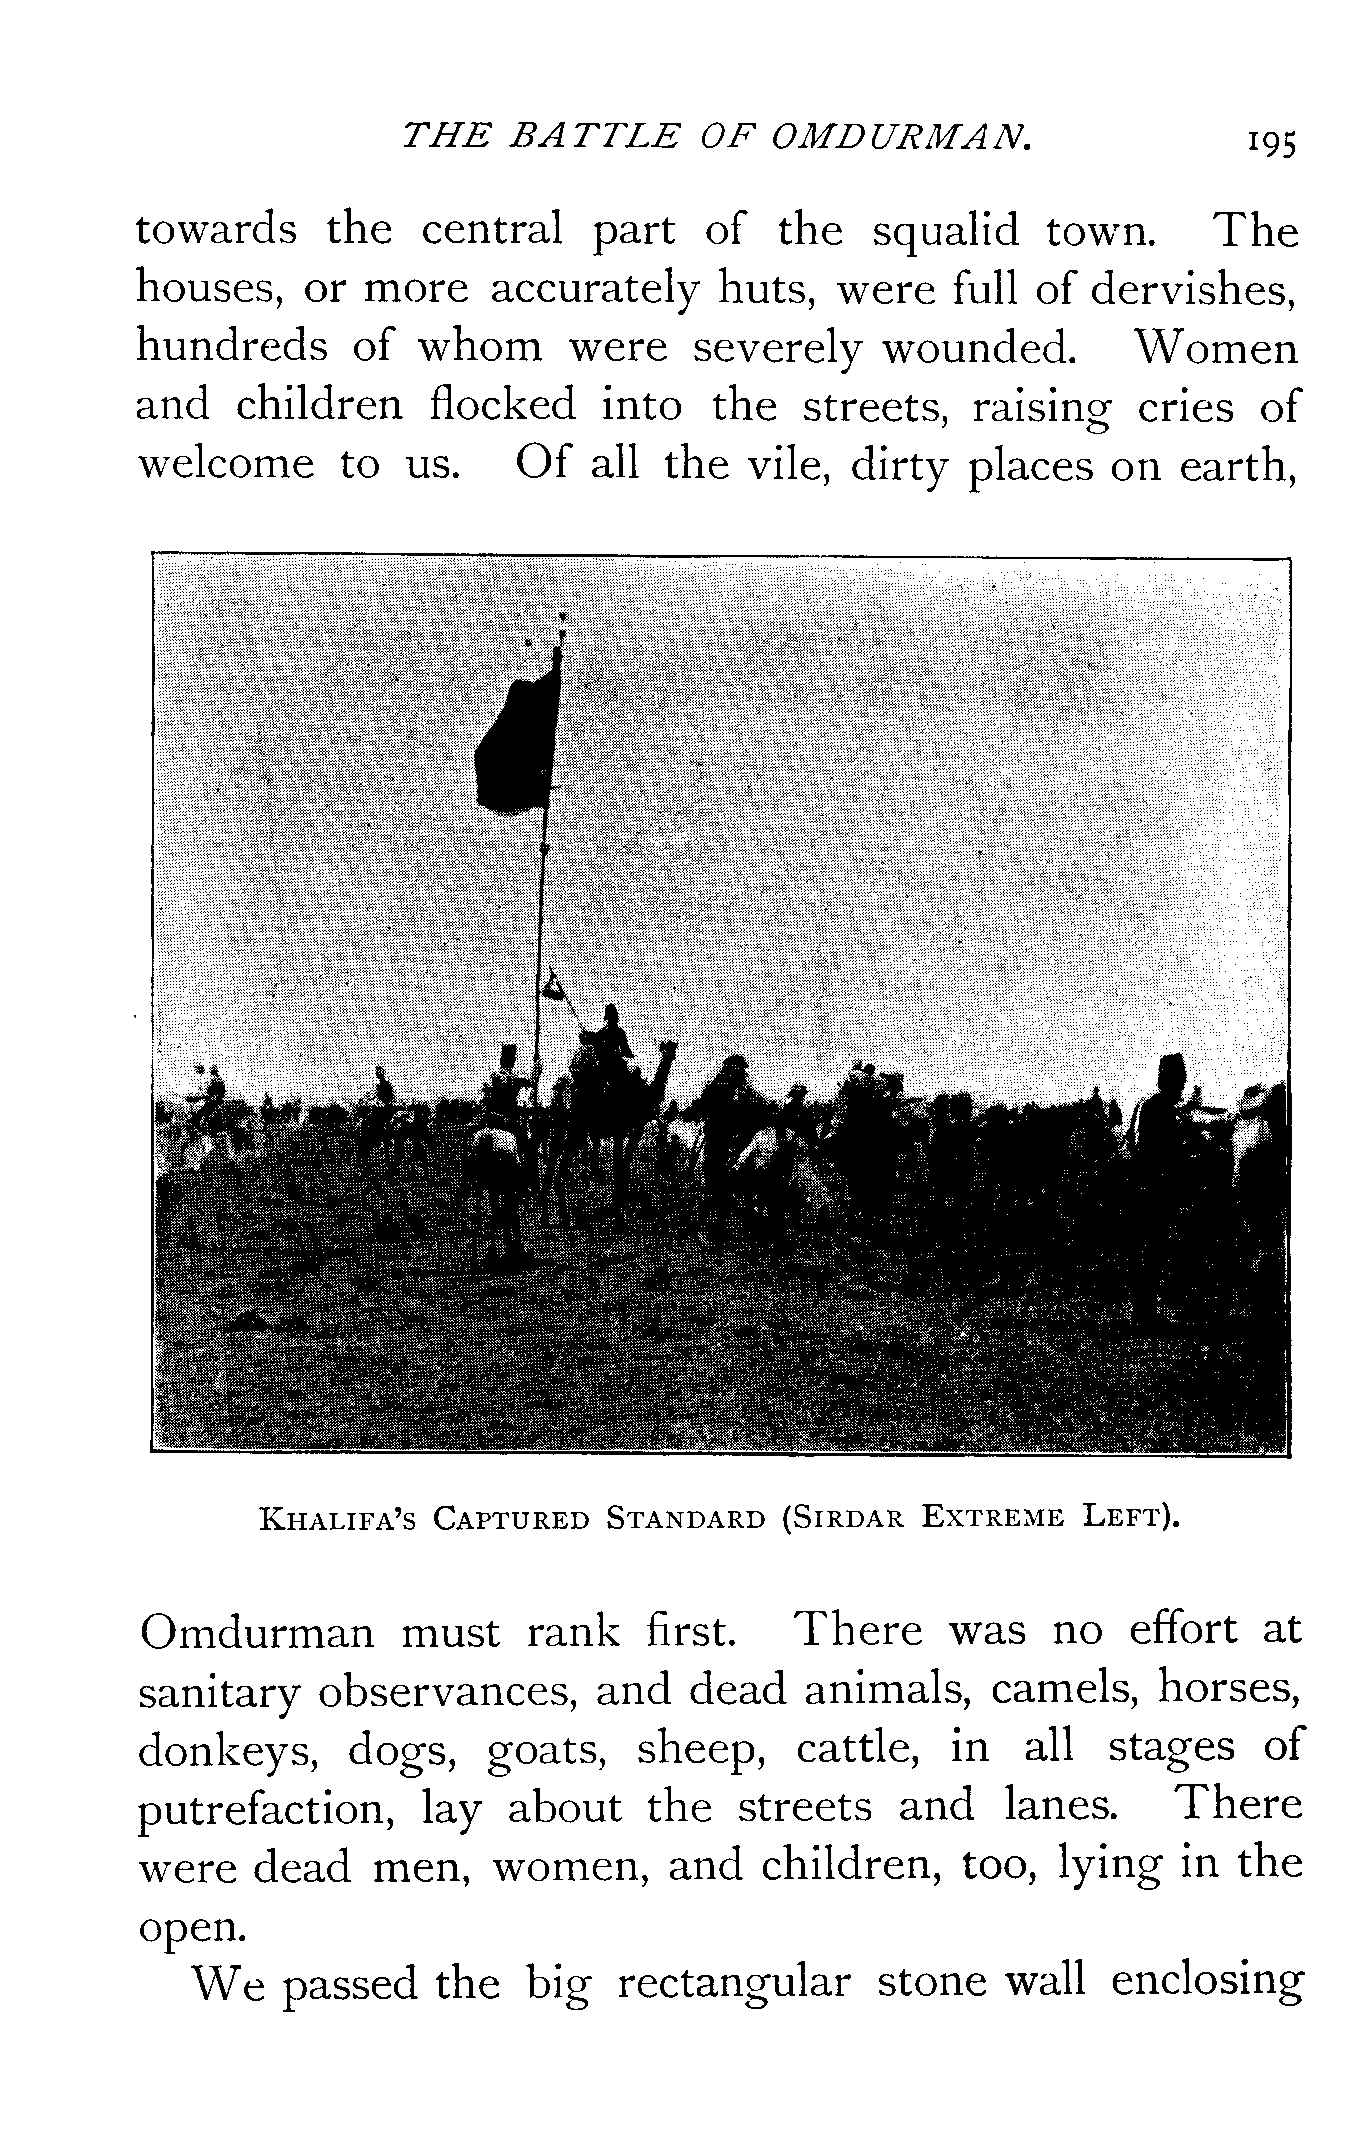 THE BATTLE OF OMDURMAN. 195
towards the central part of the squalid town. The
houses, or more accurately huts, were full of dervishes,
hundreds of whom were severely wounded. Women
and children flocked into the streets, raising cries of
welcome to us. Of all the vile, dirty places on earth,
KHALIFA'S CAPTURED STANDARD (SIRDAR EXTREME LEFT).
Omdurman must rank first. There was no effort at
sanitary observances, and dead animals, camels, horses,
donkeys, dogs, goats, sheep, cattle, in all stages of
putrefaction, lay about the streets and lanes. There
were dead men, women, and children, too, lying in the
open.
We passed the big rectangular stone wall enclosing